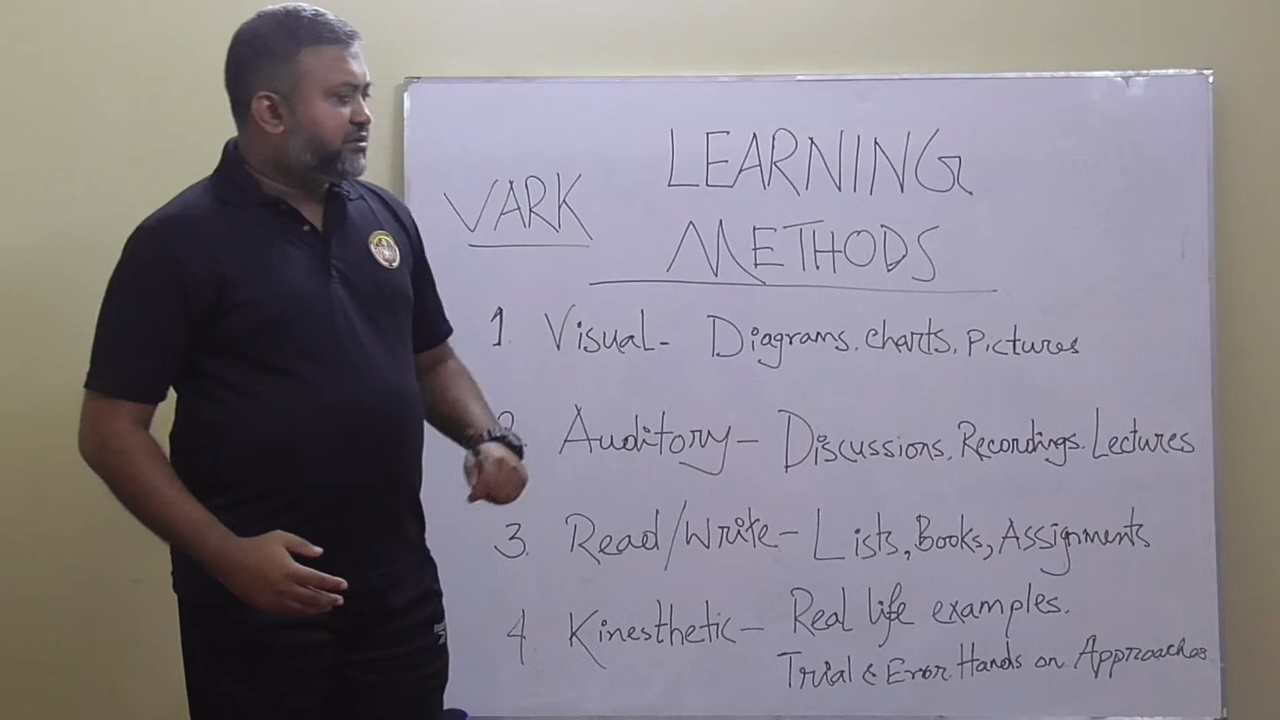 LEARNING
VARK
METHODS
1. Visual- Diagrams, charts, Pictures
2. Auditory- Discussions, Recordings. Lectures
3. Read/Write- Lists, Books, Assignments
4 Kinesthetic- Real life examples.
Trial & Error. Hands on Approaches